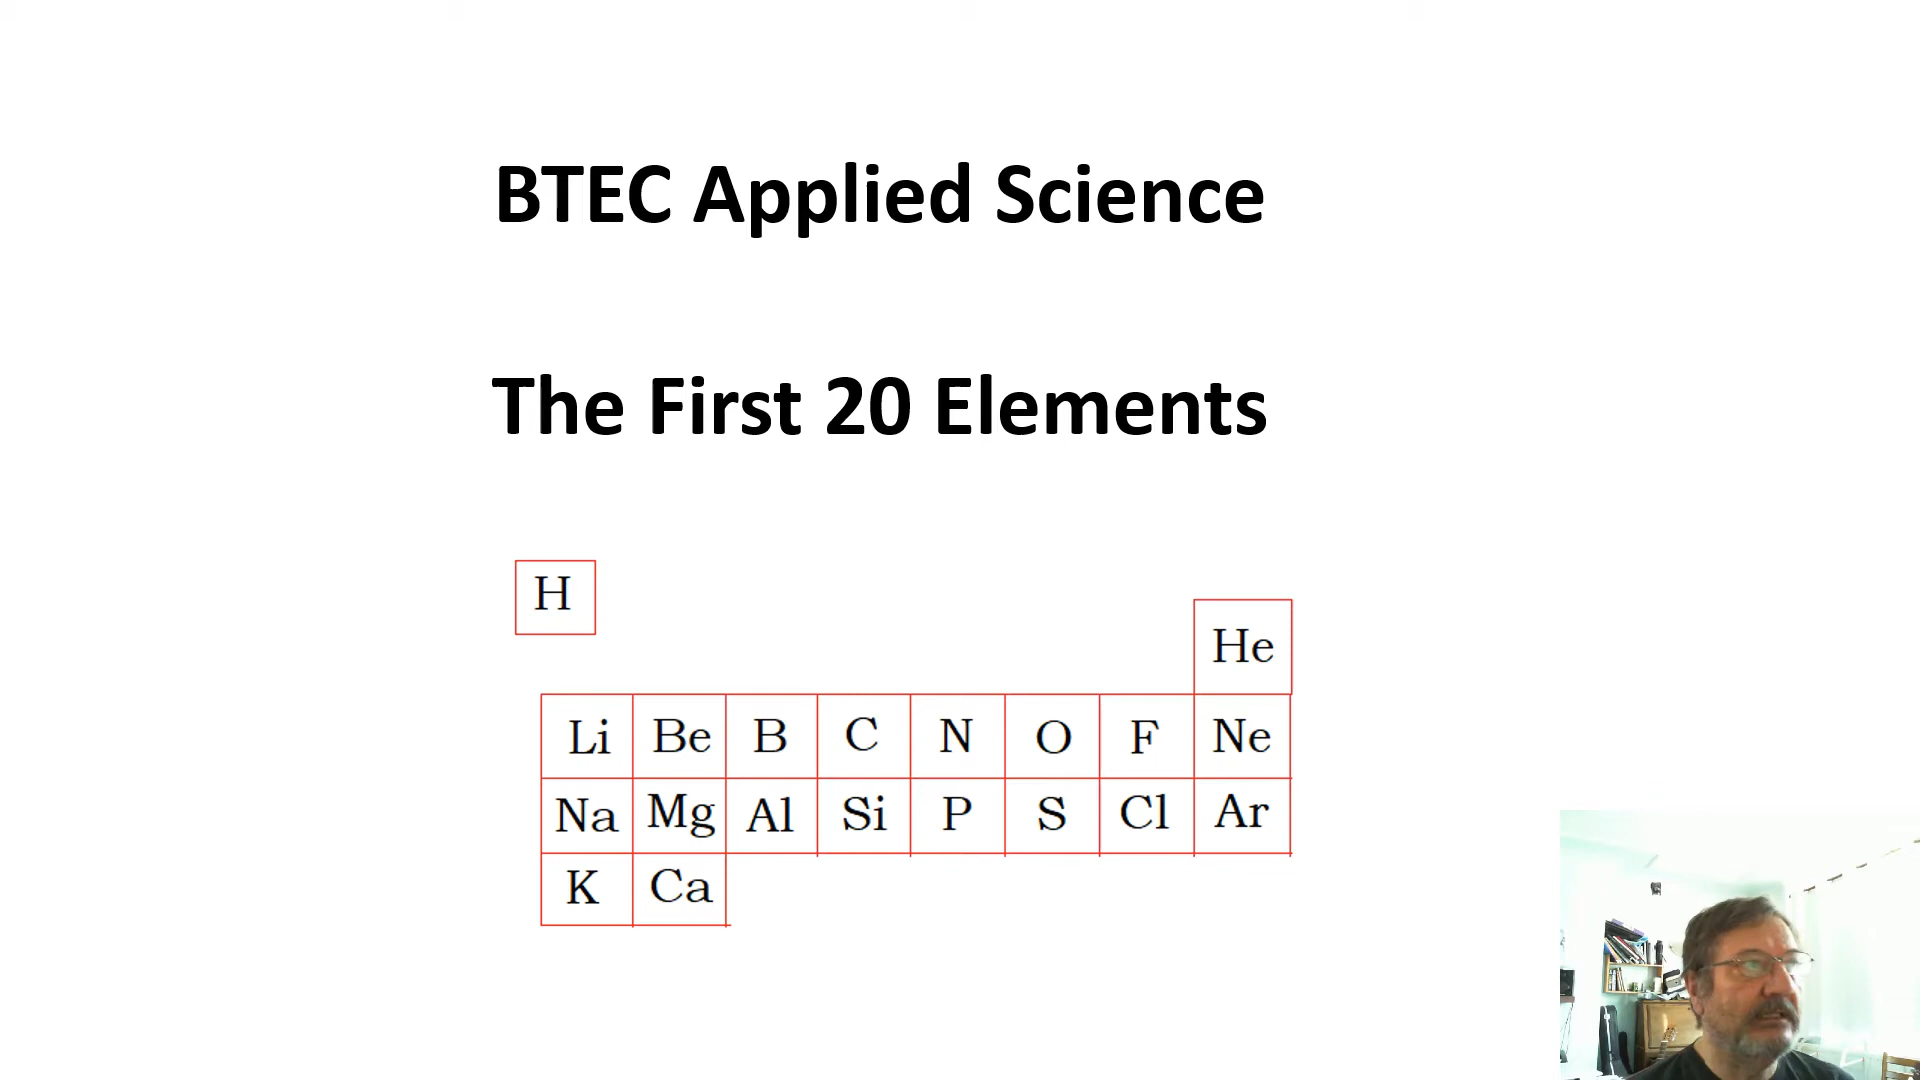 BTEC Applied Science
The First 20 Elements
H
He
Li Be B C N O F Ne
Na Mg Al Si P S Cl Ar
K Ca